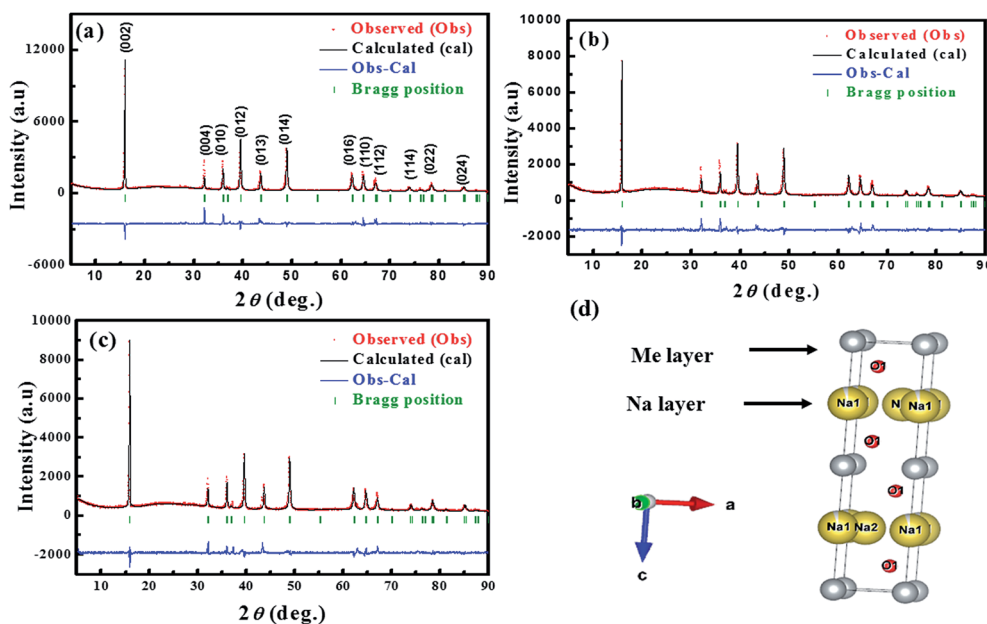 (a)
Observed (Obs)
Calculated (cal)
Obs-Cal
Bragg position
(002)
(004)
(010)
(012)
(013)
(014)
(016)
(110)
(112)
(114)
(022)
(024)
Intensity (a.u)
12000
6000
0
-6000
10 20 30 40 50 60 70 80 90
2θ (deg.)
(b)
Observed (Obs)
Calculated (cal)
Obs-Cal
Bragg position
Intensity (a.u)
10000
8000
6000
4000
2000
0
-2000
10 20 30 40 50 60 70 80 90
2θ (deg.)
(c)
Observed (Obs)
Calculated (cal)
Obs-Cal
Bragg position
Intensity (a.u)
10000
8000
6000
4000
2000
0
-2000
10 20 30 40 50 60 70 80 90
2θ (deg.)
(d)
Me layer
Na layer
O1
Na1 N Na1
O1
O1
Na1 Na2 Na1
O1
b a
c